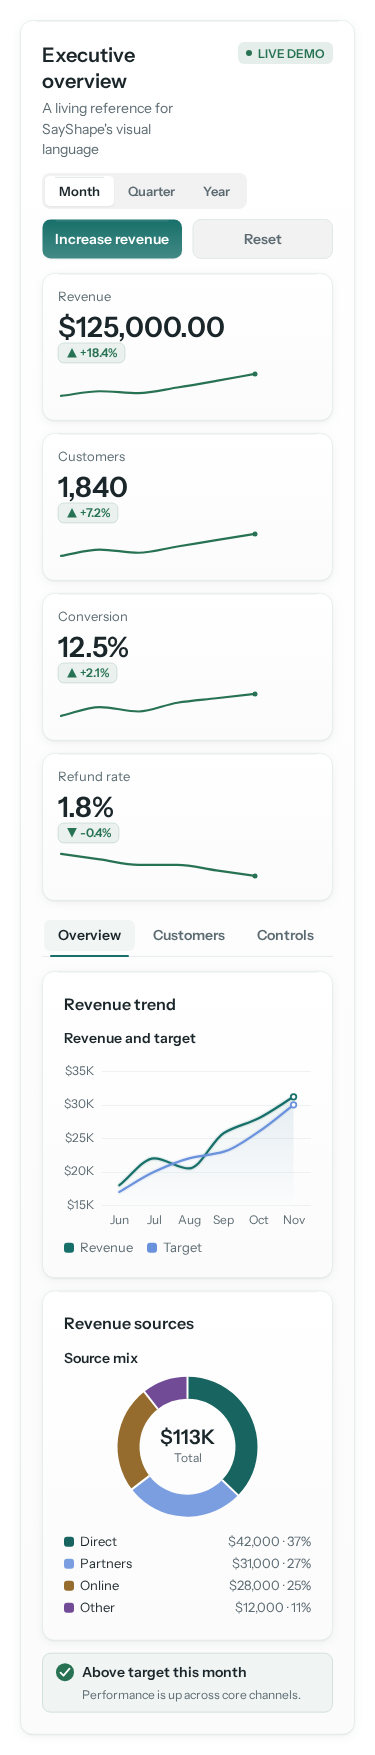 Executive
overview
LIVE DEMO
A living reference for
SayShape's visual
language
Month Quarter Year
Increase revenue Reset
Revenue
$125,000.00
▲ +18.4%
Customers
1,840
▲ +7.2%
Conversion
12.5%
▲ +2.1%
Refund rate
1.8%
▼ -0.4%
Overview Customers Controls
Revenue trend
Revenue and target
$35K
$30K
$25K
$20K
$15K
Jun Jul Aug Sep Oct Nov
Revenue Target
Revenue sources
Source mix
$113K
Total
Direct $42,000 · 37%
Partners $31,000 · 27%
Online $28,000 · 25%
Other $12,000 · 11%
Above target this month
Performance is up across core channels.